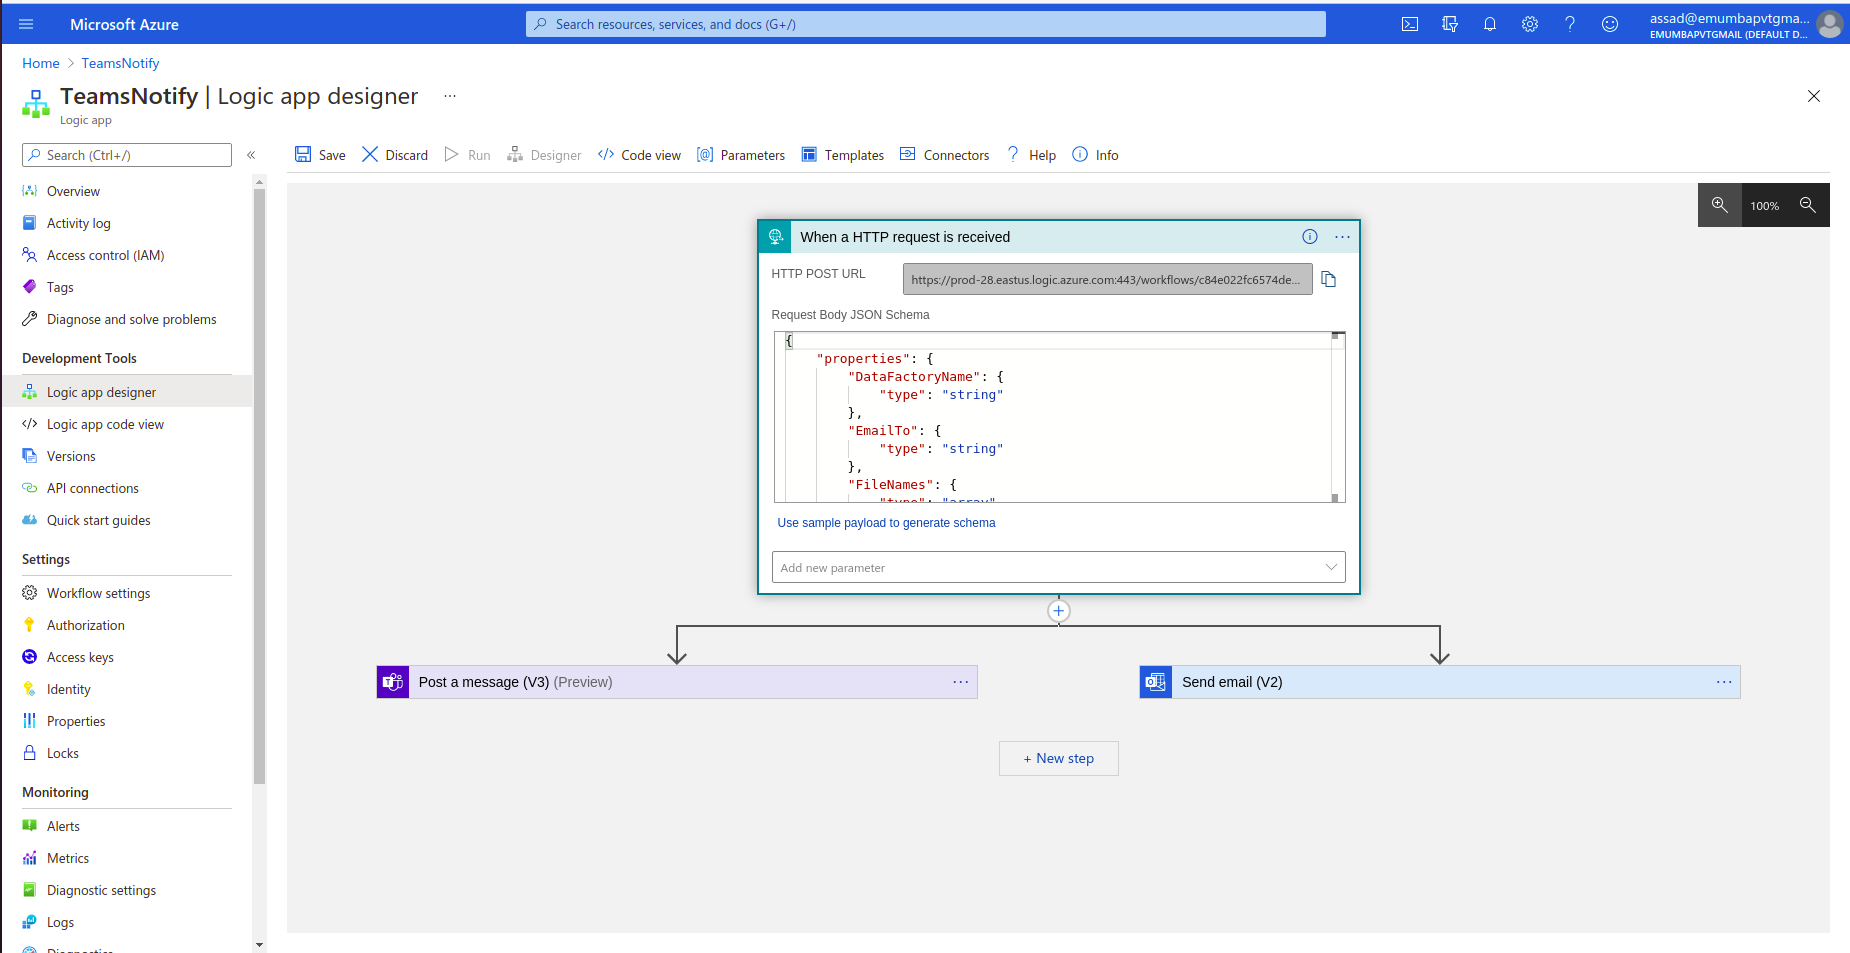 Microsoft Azure
Search resources, services, and docs (G+/)
assad@emumbapvtgma...
EMUMBAPVTGMAIL (DEFAULT D...
Home > TeamsNotify
TeamsNotify | Logic app designer ...
Logic app
Search (Ctrl+/)
«
Save
Discard
Run
Designer
Code view
Parameters
Templates
Connectors
Help
Info
Overview
Activity log
Access control (IAM)
Tags
Diagnose and solve problems
Development Tools
Logic app designer
Logic app code view
Versions
API connections
Quick start guides
Settings
Workflow settings
Authorization
Access keys
Identity
Properties
Locks
Monitoring
Alerts
Metrics
Diagnostic settings
Logs
Diagnostics
100%
When a HTTP request is received
HTTP POST URL
https://prod-28.eastus.logic.azure.com:443/workflows/c84e022fc6574de...
Request Body JSON Schema
{
"properties": {
"DataFactoryName": {
"type": "string"
},
"EmailTo": {
"type": "string"
},
"FileNames": {
"type": "array",
Use sample payload to generate schema
Add new parameter
Post a message (V3) (Preview)
Send email (V2)
+ New step